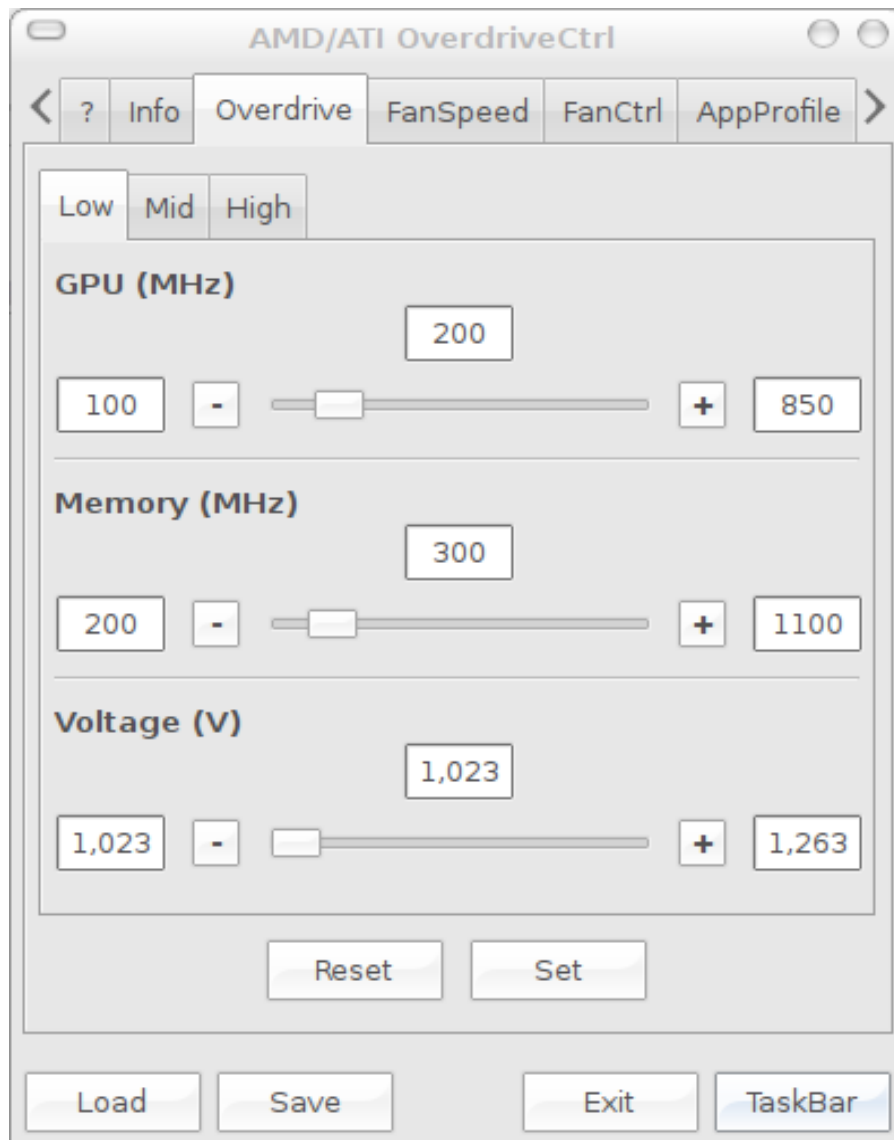 AMD/ATI OverdriveCtrl
? Info Overdrive FanSpeed FanCtrl AppProfile
Low Mid High
GPU (MHz)
200
100 - + 850
Memory (MHz)
300
200 - + 1100
Voltage (V)
1,023
1,023 - + 1,263
Reset Set
Load Save Exit TaskBar